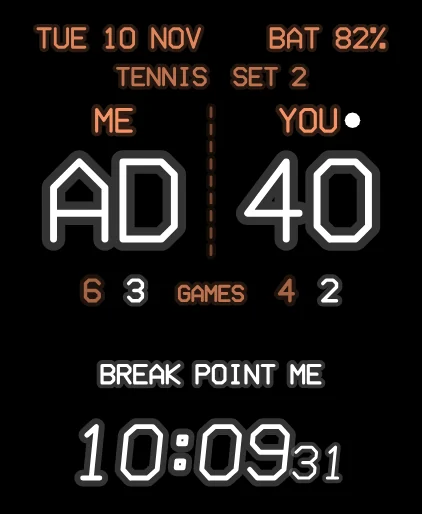 TUE 10 NOV BAT 82%
TENNIS SET 2
ME YOU
AD 40
6 3 GAMES 4 2
BREAK POINT ME
10:09 31